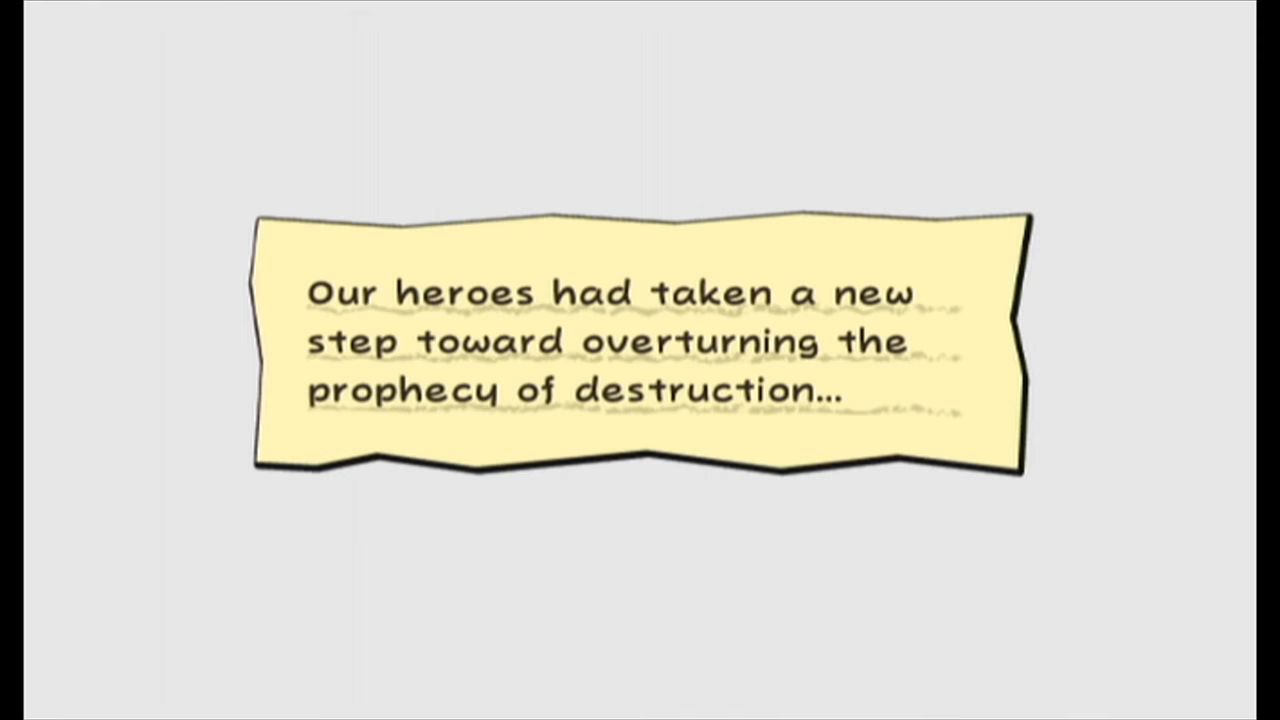 Our heroes had taken a new
step toward overturning the
prophecy of destruction...